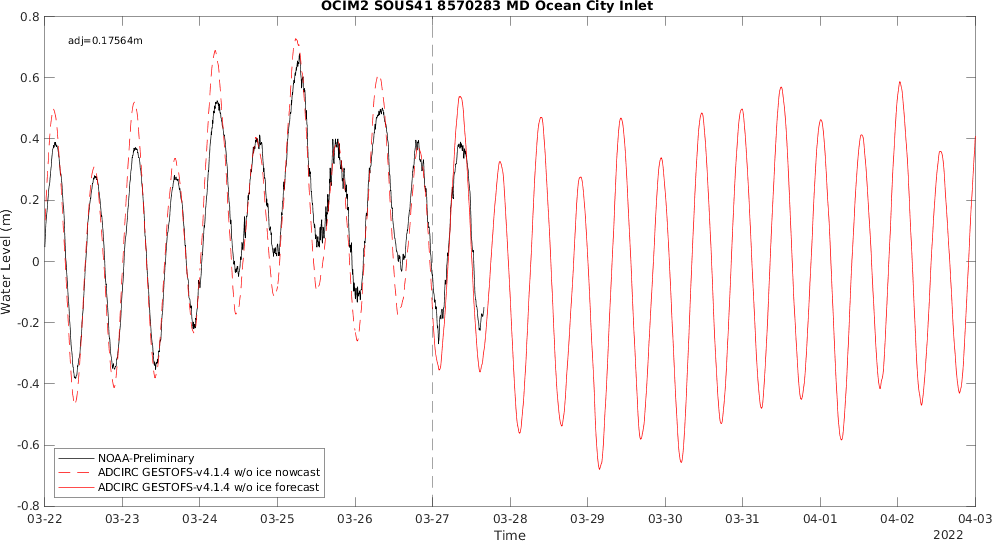 OCIM2 SOUS41 8570283 MD Ocean City Inlet
adj=0.17564m
0.8
0.6
0.4
0.2
0
-0.2
-0.4
-0.6
-0.8
Water Level (m)
NOAA-Preliminary
ADCIRC GESTOFS-v4.1.4 w/o ice nowcast
ADCIRC GESTOFS-v4.1.4 w/o ice forecast
03-22 03-23 03-24 03-25 03-26 03-27 03-28 03-29 03-30 03-31 04-01 04-02 04-03
Time
2022